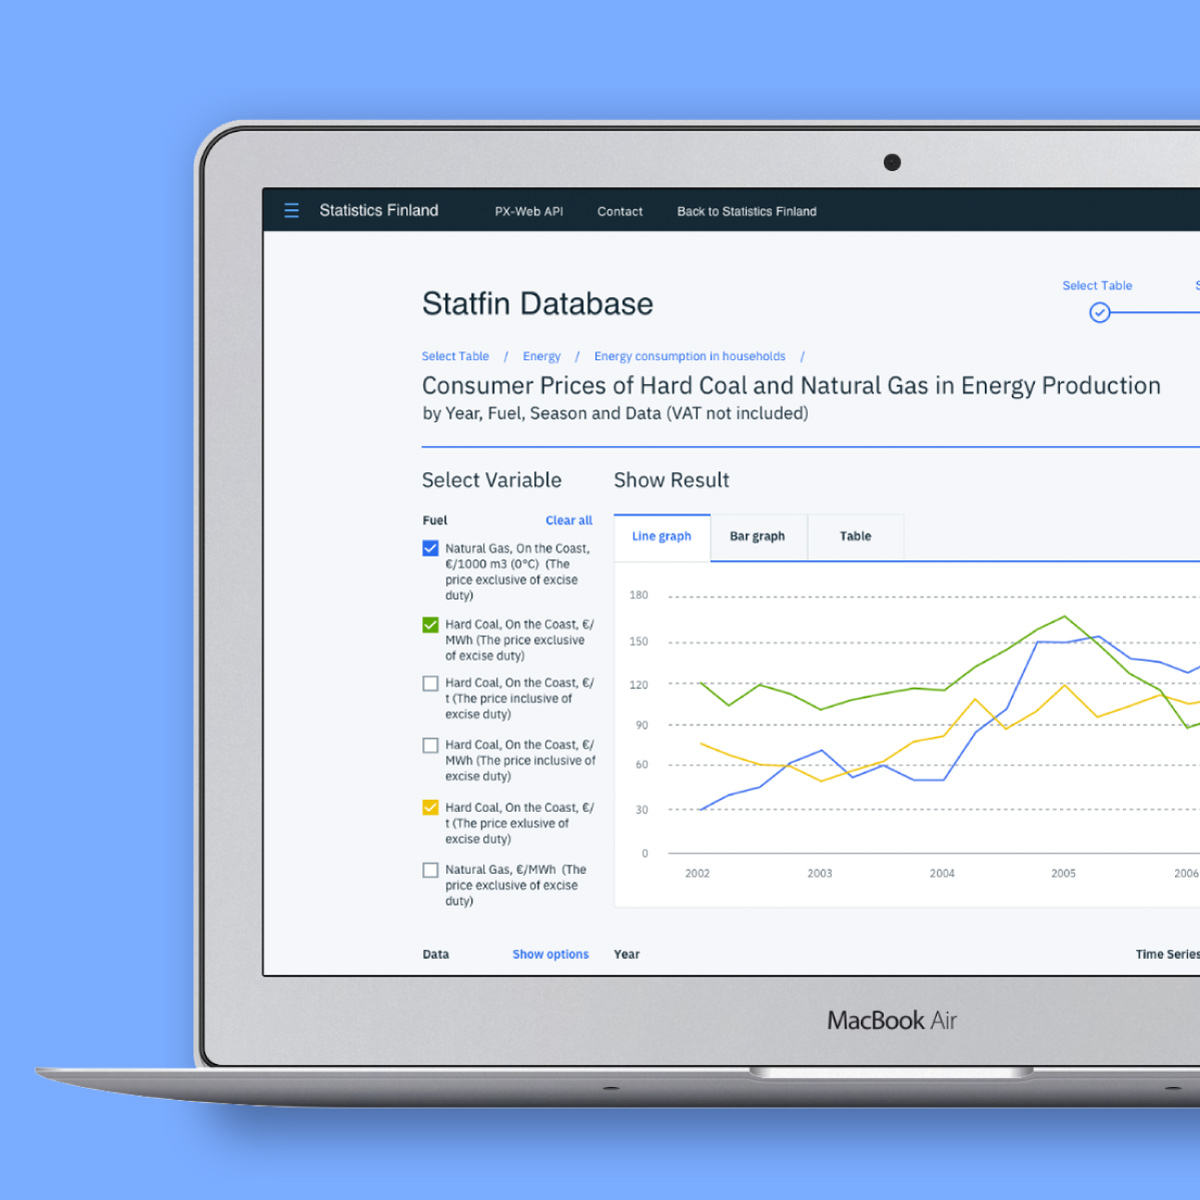 Statistics Finland
PX-Web API
Contact
Back to Statistics Finland
Statfin Database
Select Table
Select Table / Energy / Energy consumption in households /
Consumer Prices of Hard Coal and Natural Gas in Energy Production
by Year, Fuel, Season and Data (VAT not included)
Select Variable
Show Result
Fuel
Clear all
Natural Gas, On the Coast,
€/1000 m3 (0°C) (The
price exclusive of excise
duty)
Hard Coal, On the Coast, €/
MWh (The price exclusive
of excise duty)
Hard Coal, On the Coast, €/
t (The price inclusive of
excise duty)
Hard Coal, On the Coast, €/
MWh (The price inclusive of
excise duty)
Hard Coal, On the Coast, €/
t (The price exlusive of
excise duty)
Natural Gas, €/MWh (The
price exclusive of excise
duty)
Line graph
Bar graph
Table
180
150
120
90
60
30
0
2002
2003
2004
2005
2006
Data
Show options
Year
Time Series
MacBook Air